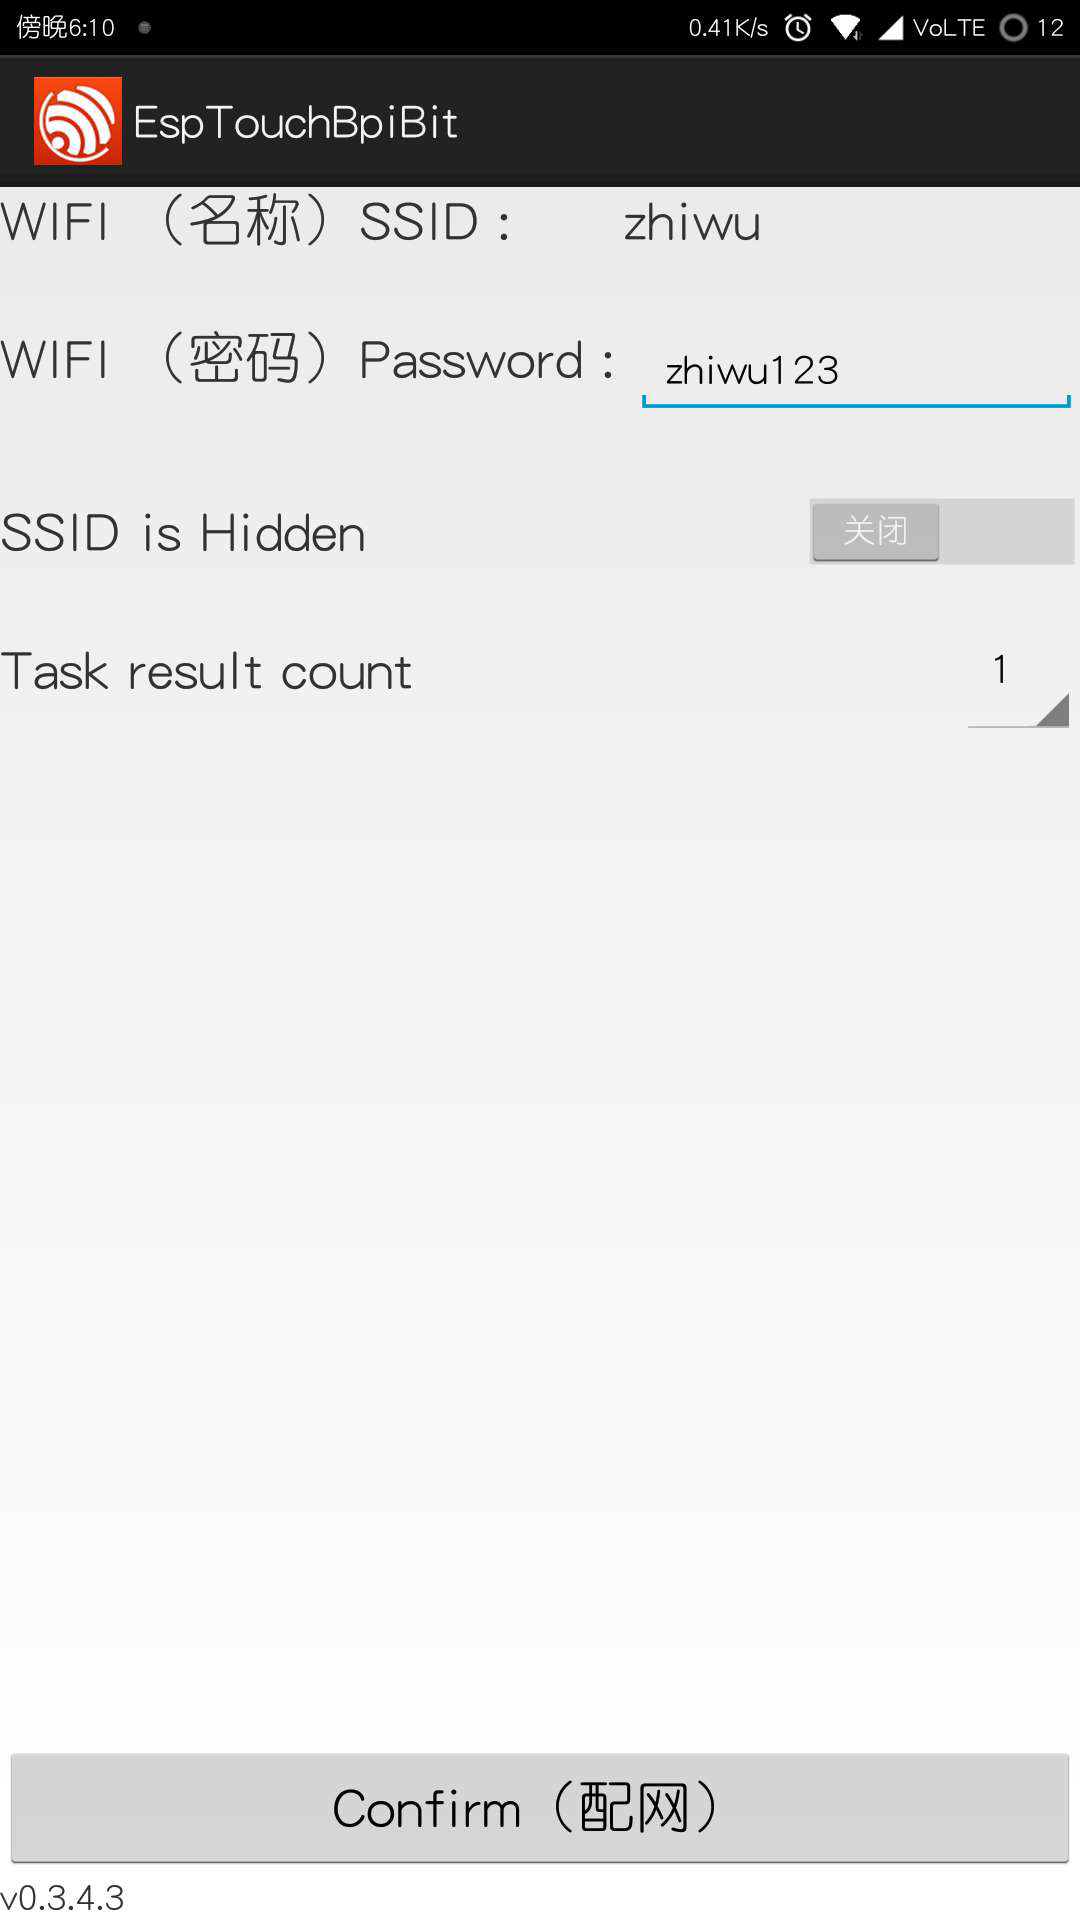 傍晚6:10 0.41K/s VoLTE 12
EspTouchBpiBit
WIFI （名称）SSID： zhiwu
WIFI （密码）Password： zhiwu123
SSID is Hidden 关闭
Task result count 1
Confirm（配网）
v0.3.4.3